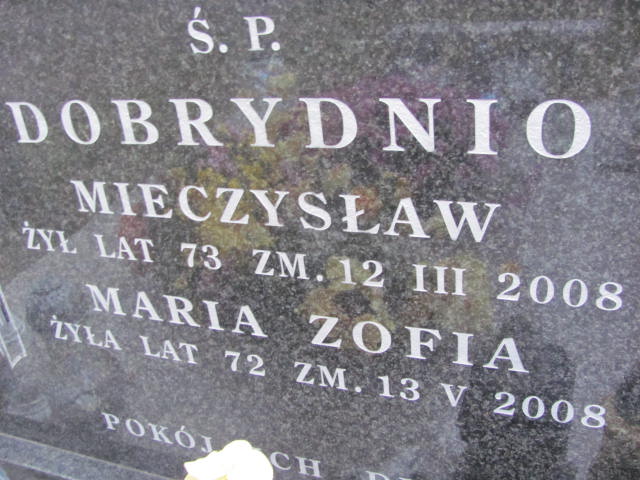 Ś. P.
DOBRYDNIO
MIECZYSŁAW
ŻYŁ LAT 73 ZM. 12 III 2008
MARIA ZOFIA
ŻYŁA LAT 72 ZM. 13 V 2008
POKÓJ